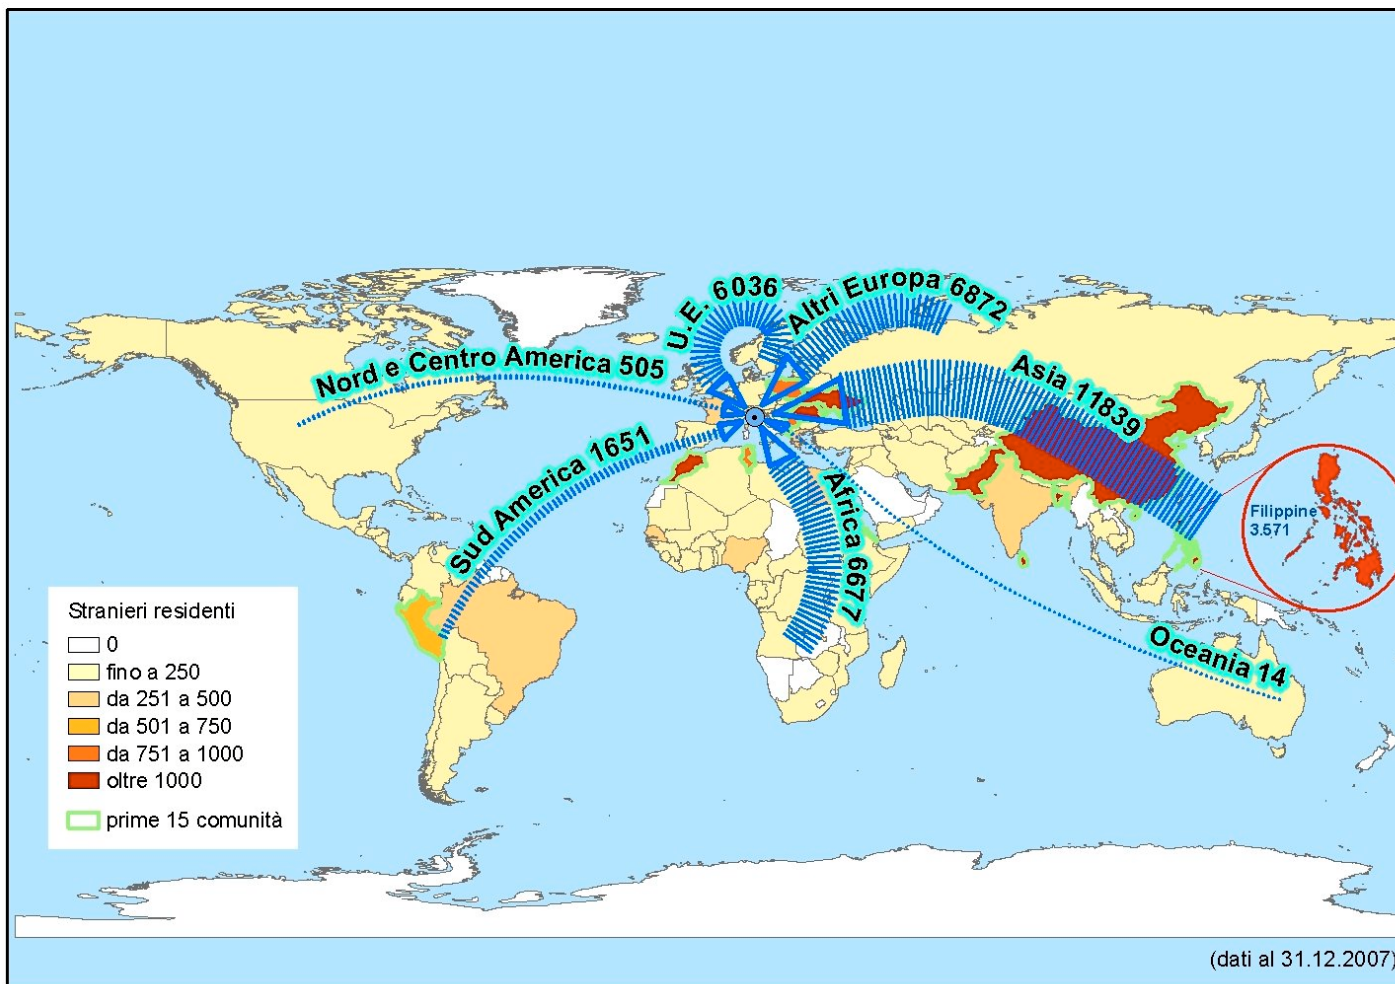 U.E. 6036
Altri Europa 6872
Nord e Centro America 505
Asia 11839
Sud America 1651
Africa 6677
Filippine
3.571
Oceania 14
Stranieri residenti
0
fino a 250
da 251 a 500
da 501 a 750
da 751 a 1000
oltre 1000
prime 15 comunità
(dati al 31.12.2007)